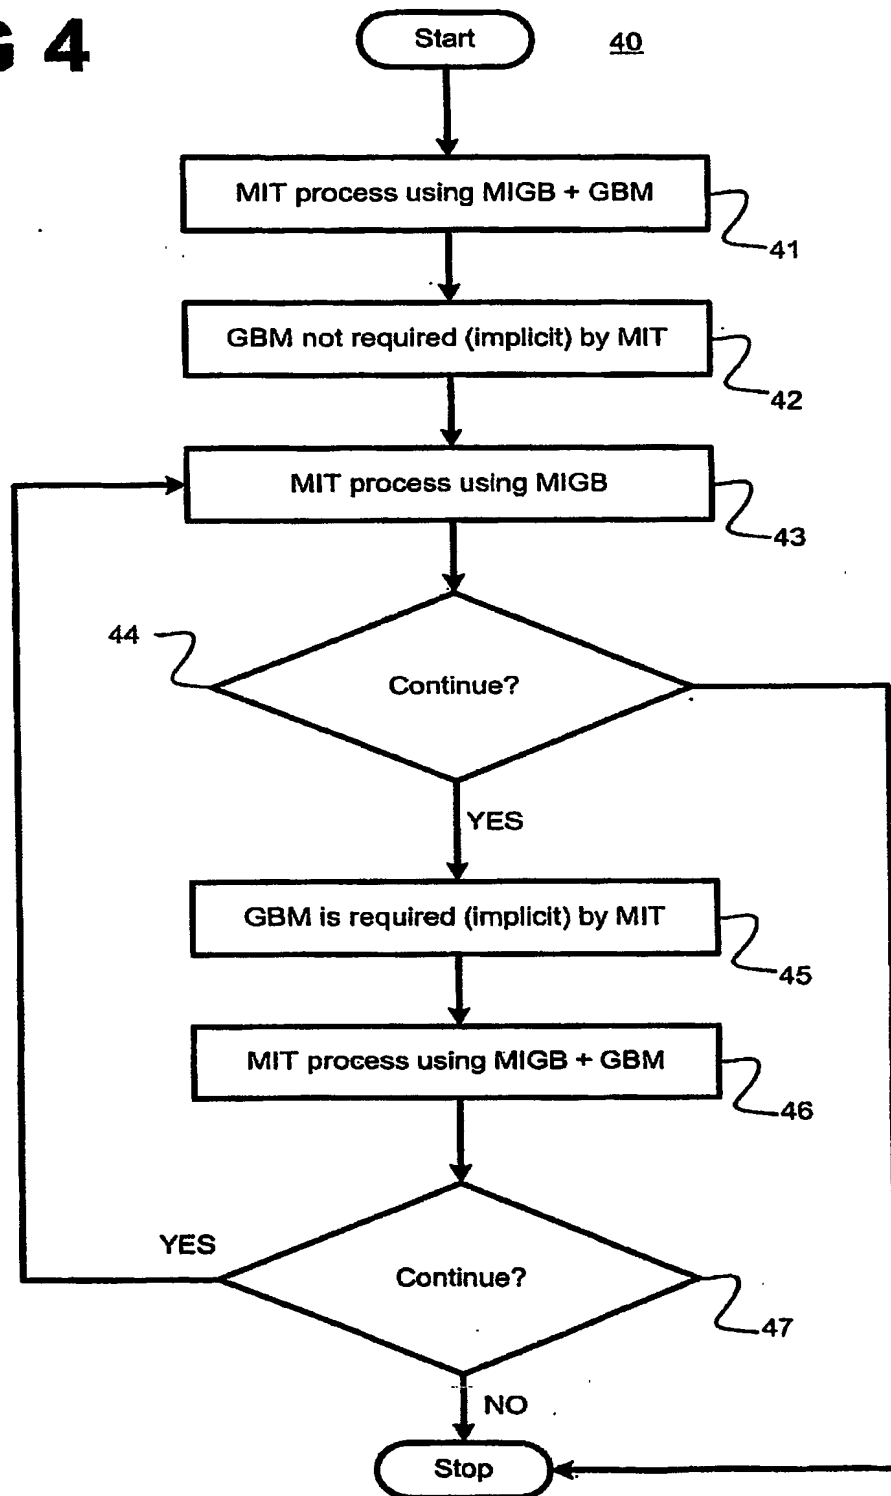 G 4
Start
40
MIT process using MIGB + GBM
41
GBM not required (implicit) by MIT
42
MIT process using MIGB
43
44
Continue?
YES
GBM is required (implicit) by MIT
45
MIT process using MIGB + GBM
46
YES
Continue?
47
NO
Stop